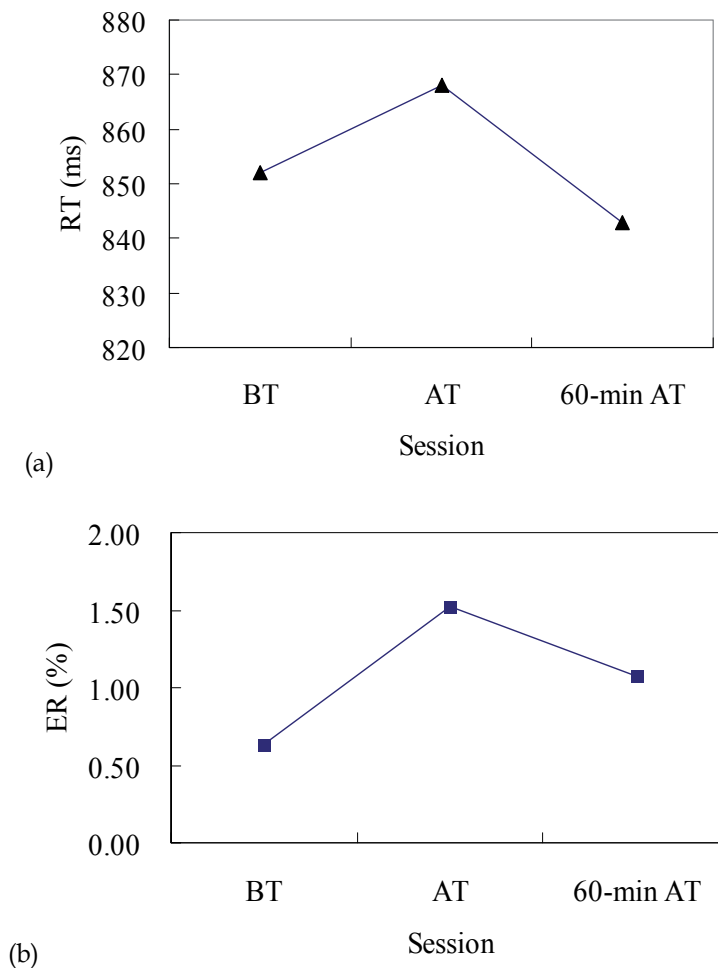 880
870
860
850
840
830
820
RT (ms)
BT AT 60-min AT
Session
(a)
2.00
1.50
1.00
0.50
0.00
ER (%)
BT AT 60-min AT
Session
(b)